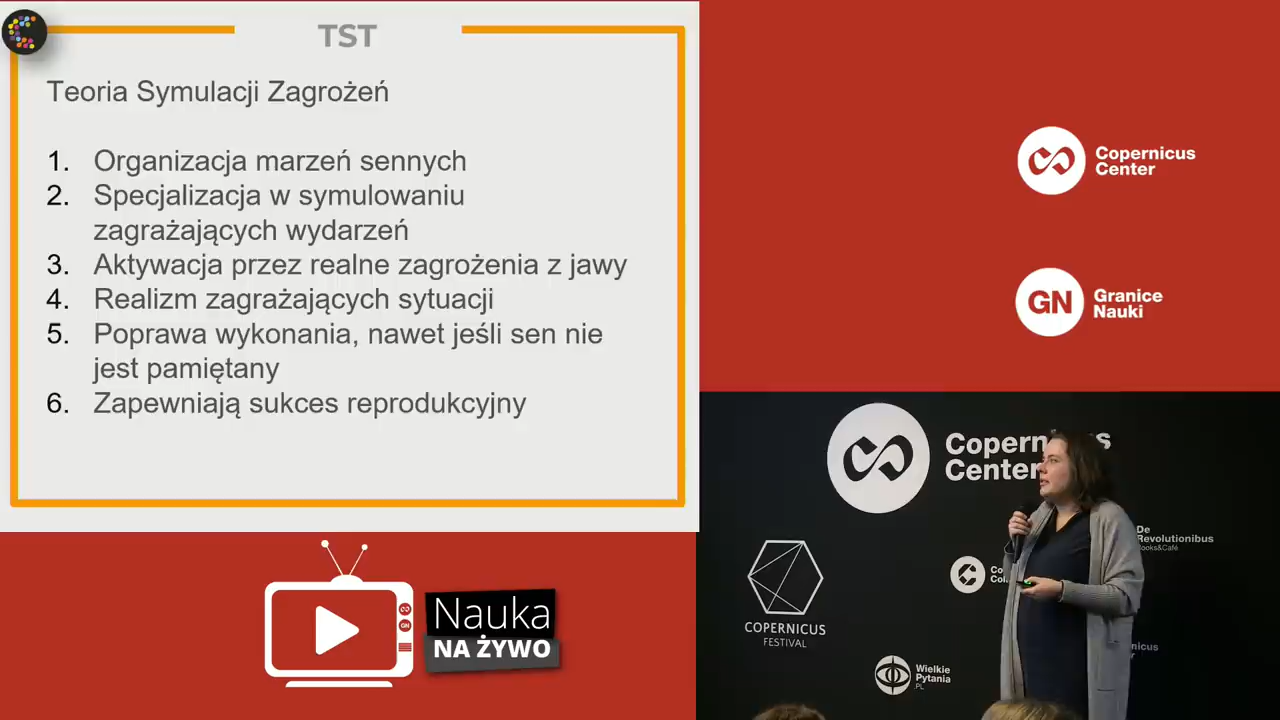 TST
Teoria Symulacji Zagrożeń
1. Organizacja marzeń sennych
2. Specjalizacja w symulowaniu
zagrażających wydarzeń
3. Aktywacja przez realne zagrożenia z jawy
4. Realizm zagrażających sytuacji
5. Poprawa wykonania, nawet jeśli sen nie
jest pamiętany
6. Zapewniają sukces reprodukcyjny
Copernicus
Center
GN
Granice
Nauki
Nauka
NA ŻYWO
Copern s
Center
De
Revolutionibus
Books&Café
COPERNICUS
FESTIVAL
Wielkie
Pytania
.PL